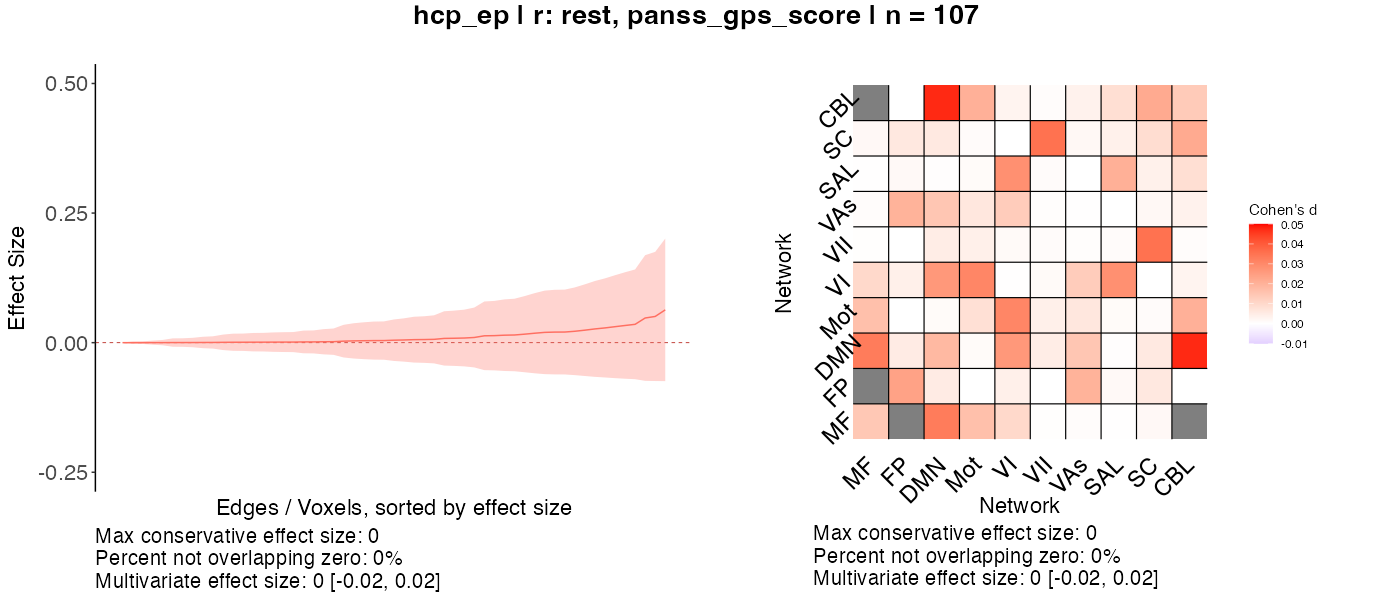 hcp_ep | r: rest, panss_gps_score | n = 107
0.50
0.25
0.00
-0.25
Effect Size
Edges / Voxels, sorted by effect size
Max conservative effect size: 0
Percent not overlapping zero: 0%
Multivariate effect size: 0 [-0.02, 0.02]
Network
CBL
SC
SAL
VAs
VII
VI
Mot
DMN
FP
MF
MF
FP
DMN
Mot
VI
VII
VAs
SAL
SC
CBL
Network
Max conservative effect size: 0
Percent not overlapping zero: 0%
Multivariate effect size: 0 [-0.02, 0.02]
Cohen's d
0.05
0.04
0.03
0.02
0.01
0.00
-0.01